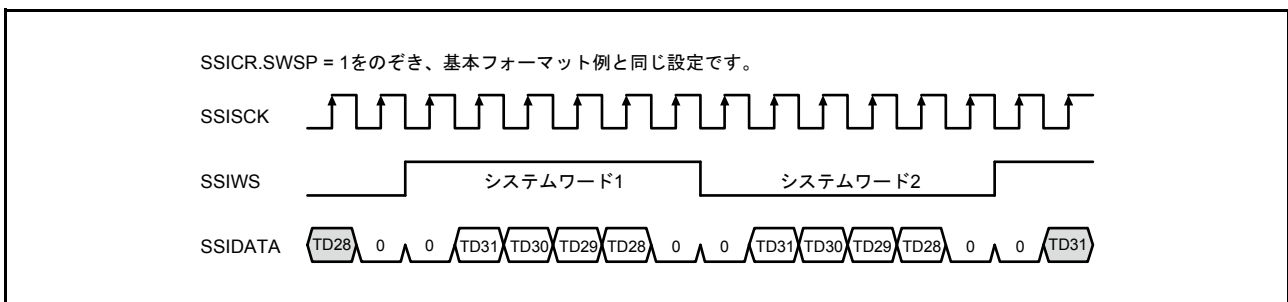 SSICR.SWSP = 1をのぞき、基本フォーマット例と同じ設定です。
SSISCK
SSIWS システムワード1 システムワード2
SSIDATA TD28 0 0 TD31 TD30 TD29 TD28 0 0 TD31 TD30 TD29 TD28 0 0 TD31